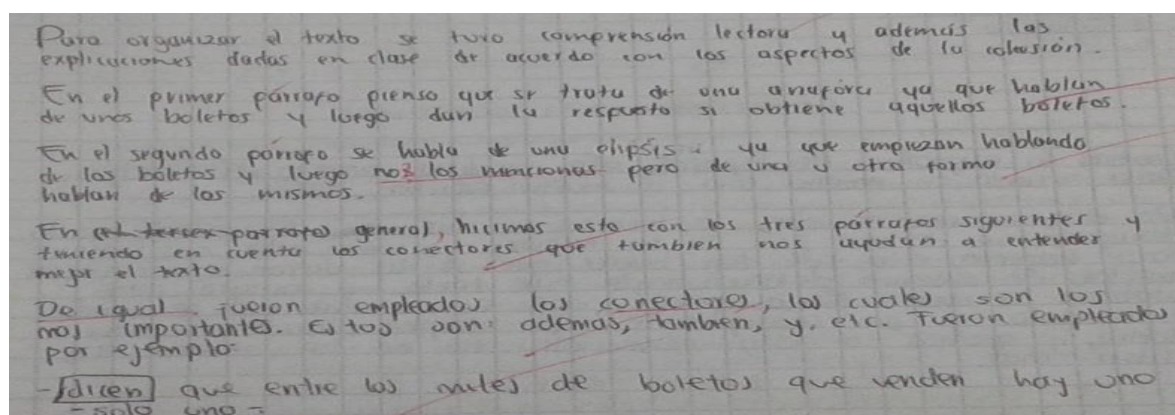 Para organizar el texto se tuvo comprensión lectora y además las
explicaciones dadas en clase de acuerdo con los aspectos de la cohesión.
En el primer párrafo pienso que se trata de una anáfora ya que hablan
de unos boletos y luego dan la respuesta si obtiene aquellos boletos.
En el segundo párrafo se habla de una elipsis. ya que empiezan hablando
de los boletos y luego no los mencionas pero de una u otra forma
hablan de los mismos.
En general, hicimos esto con los tres párrafos siguientes y
teniendo en cuenta los conectores que tambien nos ayudan a entender
mejor el texto.
De igual fueron empleados los conectores, los cuales son los
mas importantes. Estos son: además, tambien, y, etc. Fueron empleados
por ejemplo:
- dicen que entre los miles de boletos que venden hay uno
- solo uno -